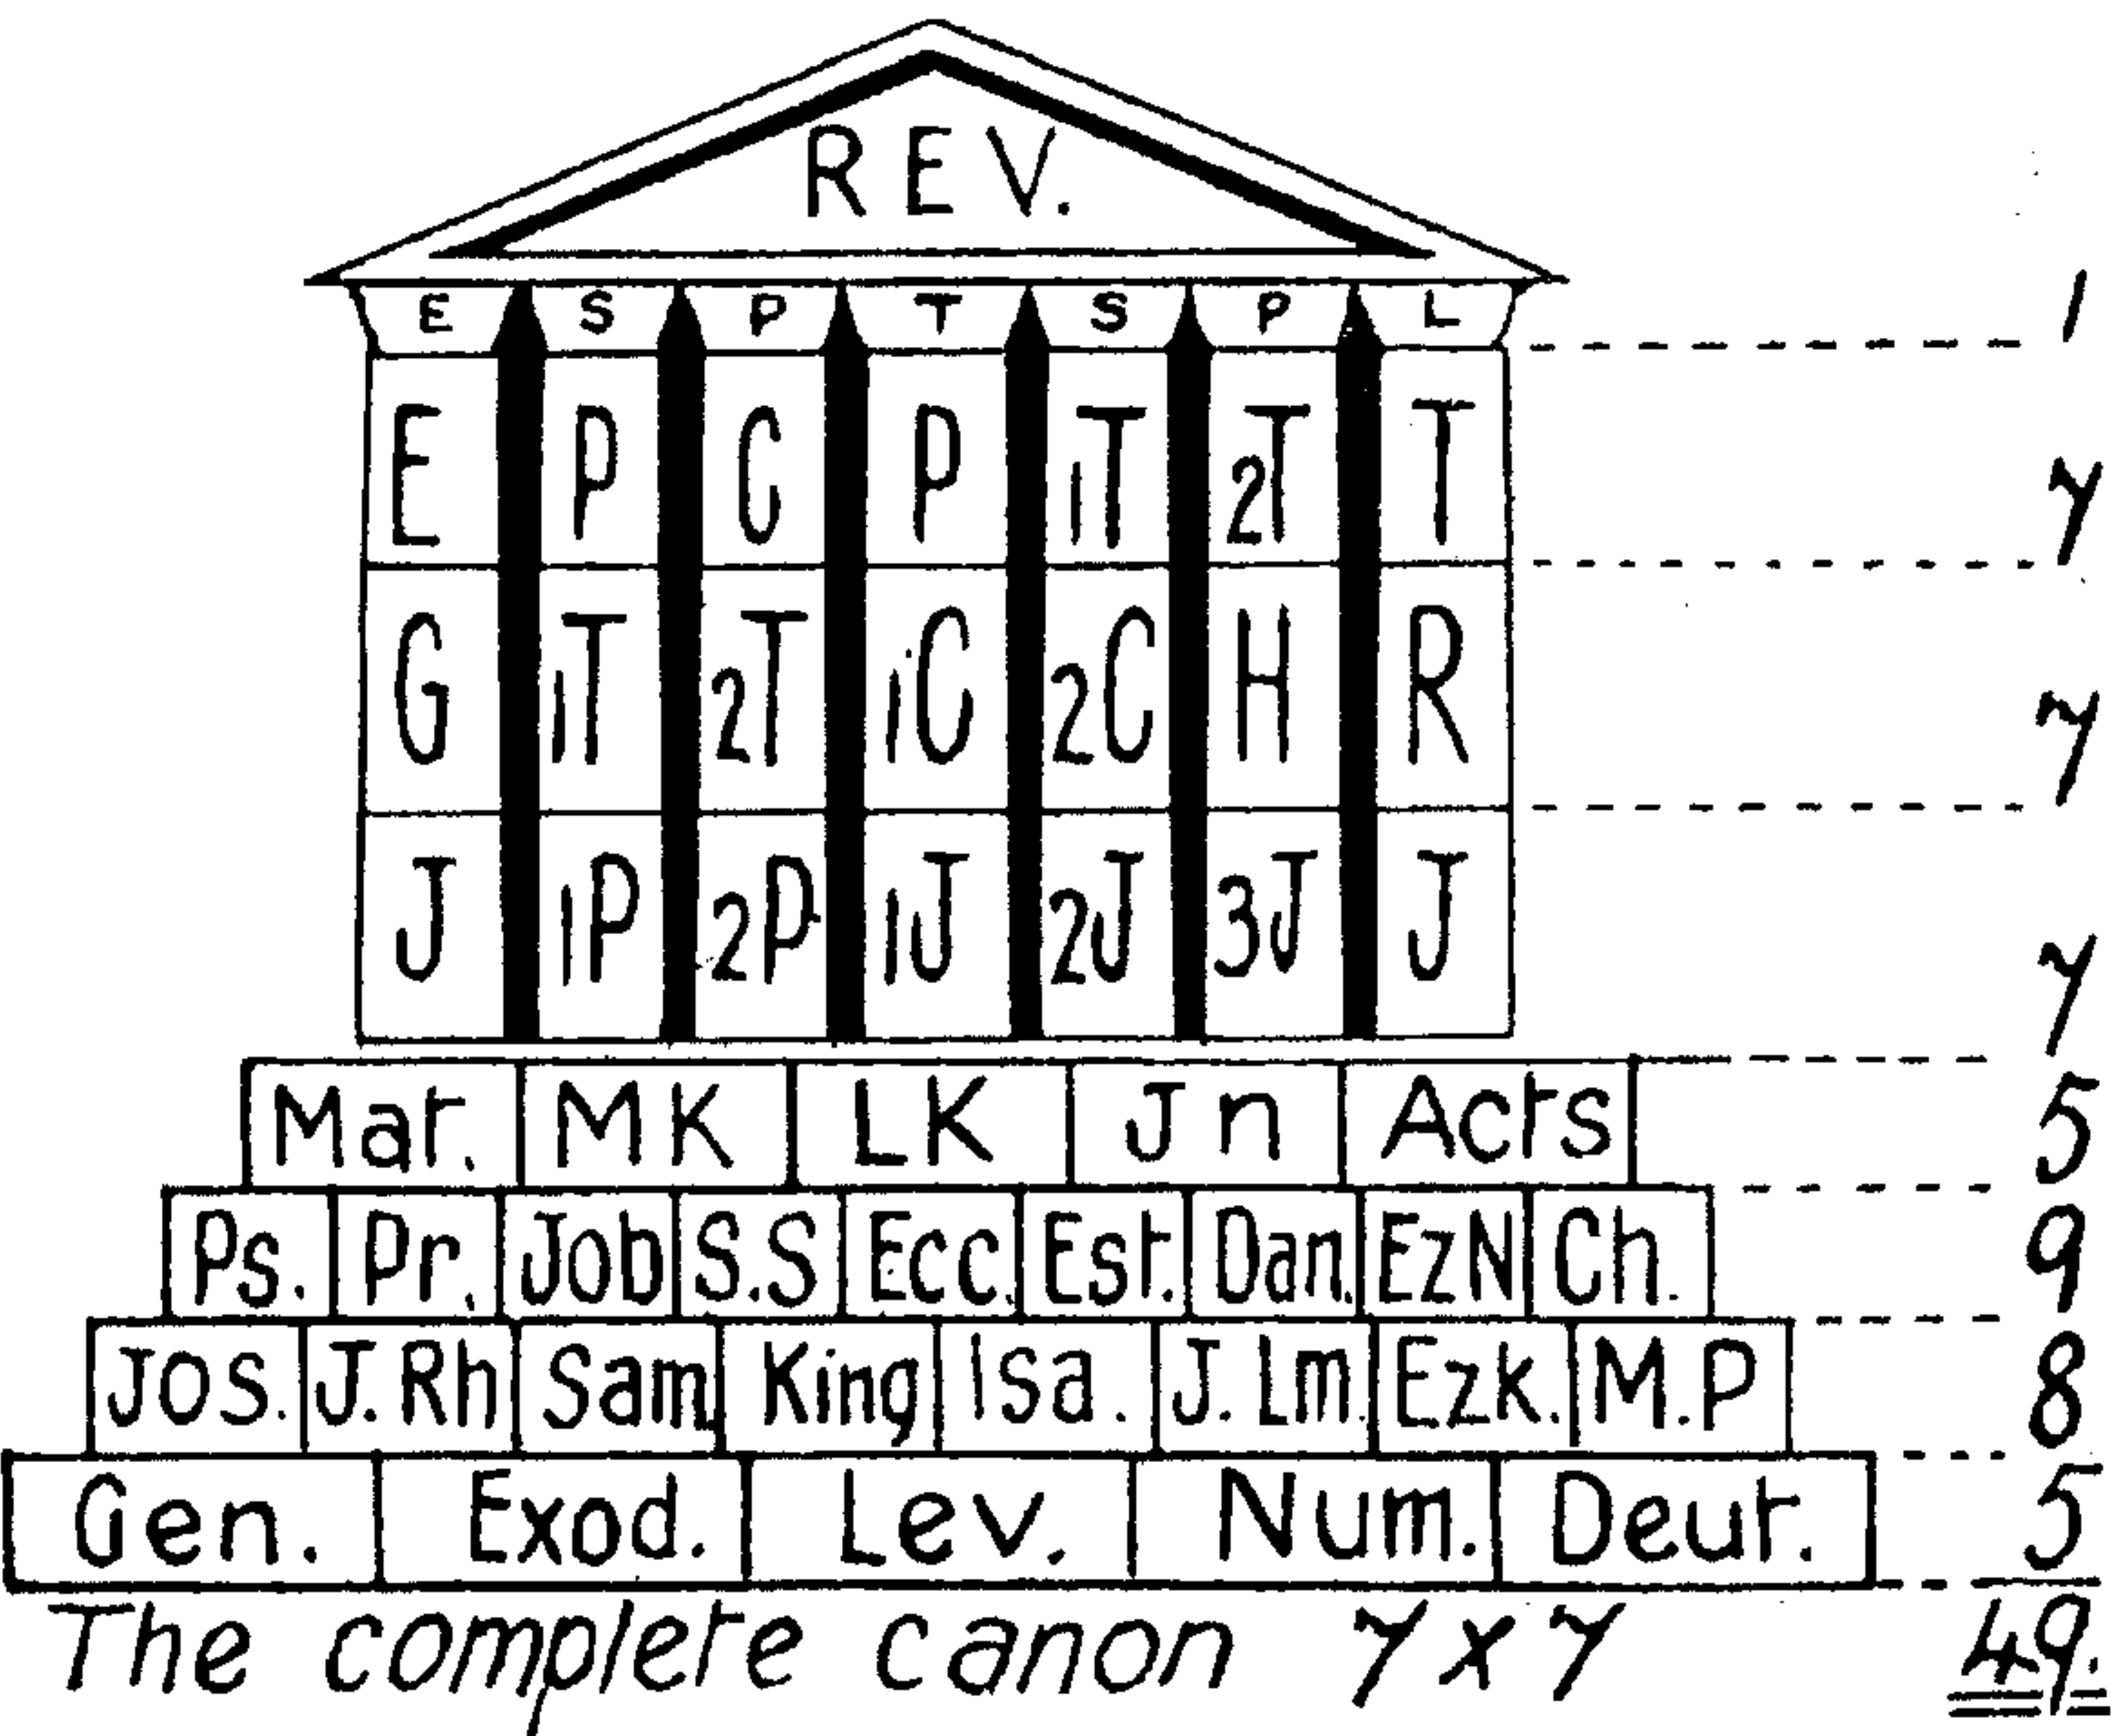 REV.
E S P T S P L 1
E P C P 1T 2T T 7
G 1T 2T 1C 2C H R 7
J 1P 2P 1J 2J 3J J 7
Mat. MK LK Jn Acts 5
Ps. Pr. Job S.S Ecc. Est. Dan. EzN Ch. 9
Jos. J.Rh Sam King Isa. J.Lm. Ezk. M.P 8
Gen. Exod. Lev. Num. Deut. 5
The complete canon 7 x 7 49.